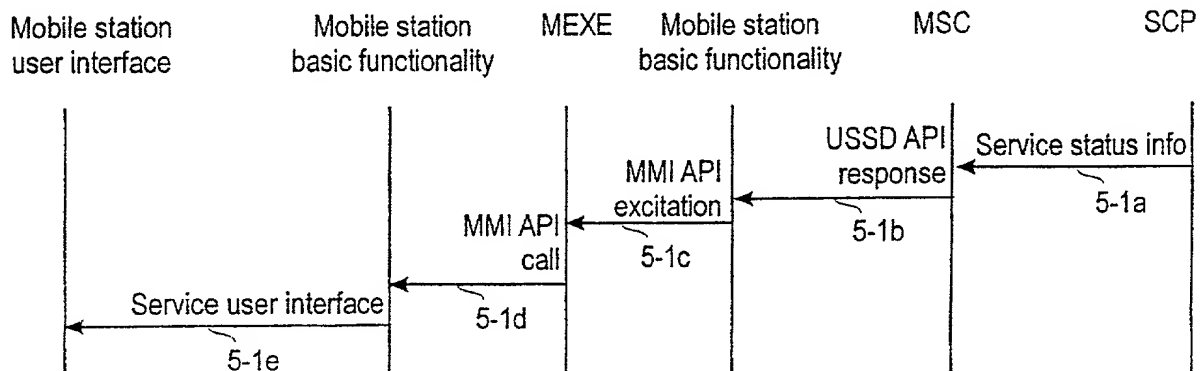 Mobile station
user interface
Mobile station
basic functionality
MEXE
Mobile station
basic functionality
MSC
SCP
Service status info
5-1a
USSD API
response
5-1b
MMI API
excitation
5-1c
MMI API
call
5-1d
Service user interface
5-1e